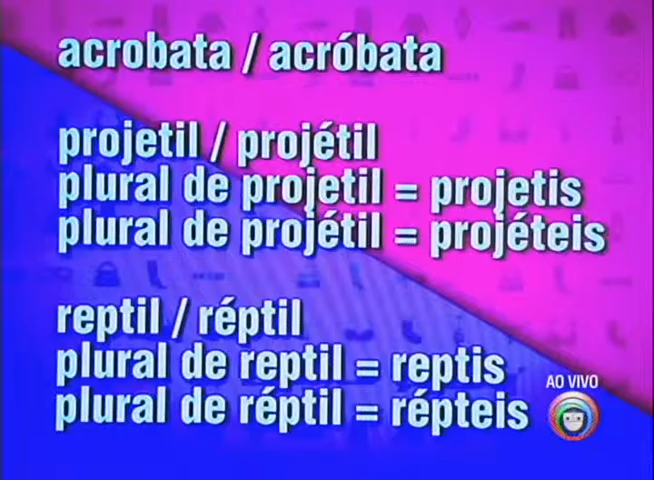 acrobata / acróbata
projetil / projétil
plural de projetil = projetis
plural de projétil = projéteis
reptil / réptil
plural de reptil = reptis
plural de réptil = répteis
AO VIVO